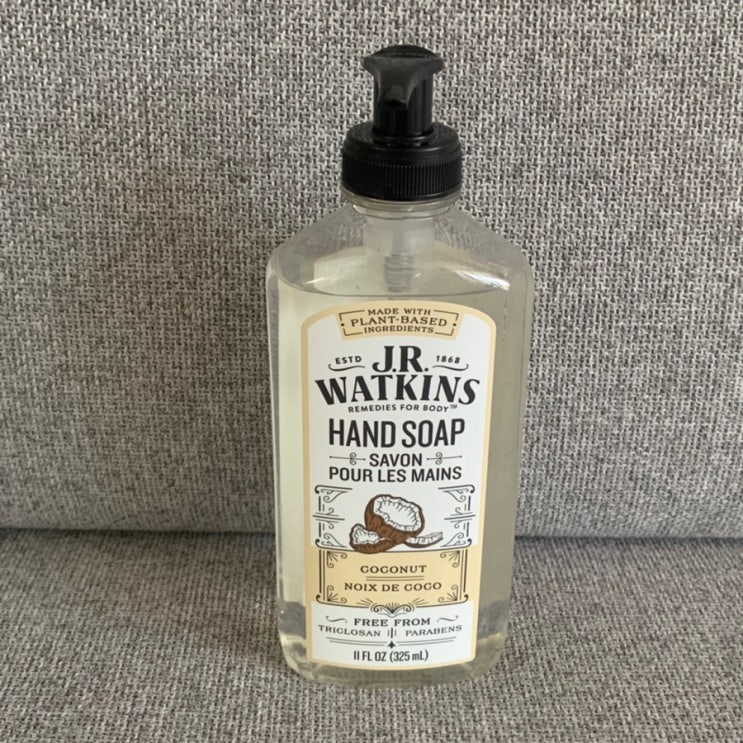 MADE WITH
PLANT-BASED
INGREDIENTS
ESTD 1868
J.R.
WATKINS
REMEDIES FOR BODY™
HAND SOAP
SAVON
POUR LES MAINS
COCONUT
NOIX DE COCO
FREE FROM
TRICLOSAN PARABENS
11 FL OZ (325 mL)